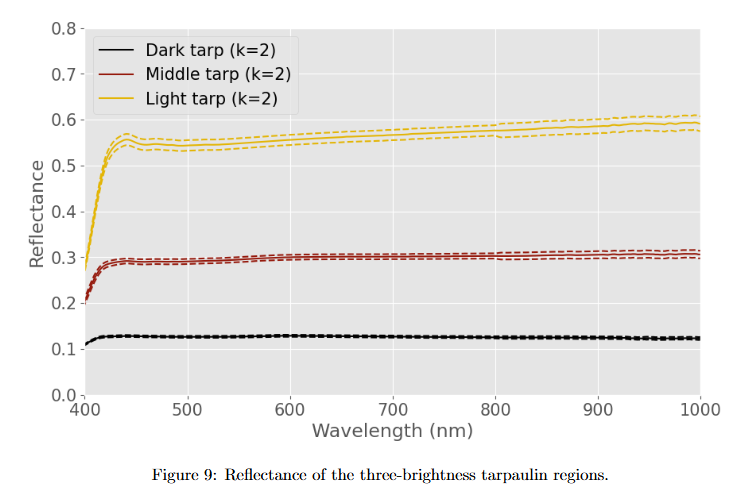 0.8
0.7
0.6
0.5
0.4
0.3
0.2
0.1
0.0
Reflectance
Dark tarp (k=2)
Middle tarp (k=2)
Light tarp (k=2)
400 500 600 700 800 900 1000
Wavelength (nm)
Figure 9: Reflectance of the three-brightness tarpaulin regions.